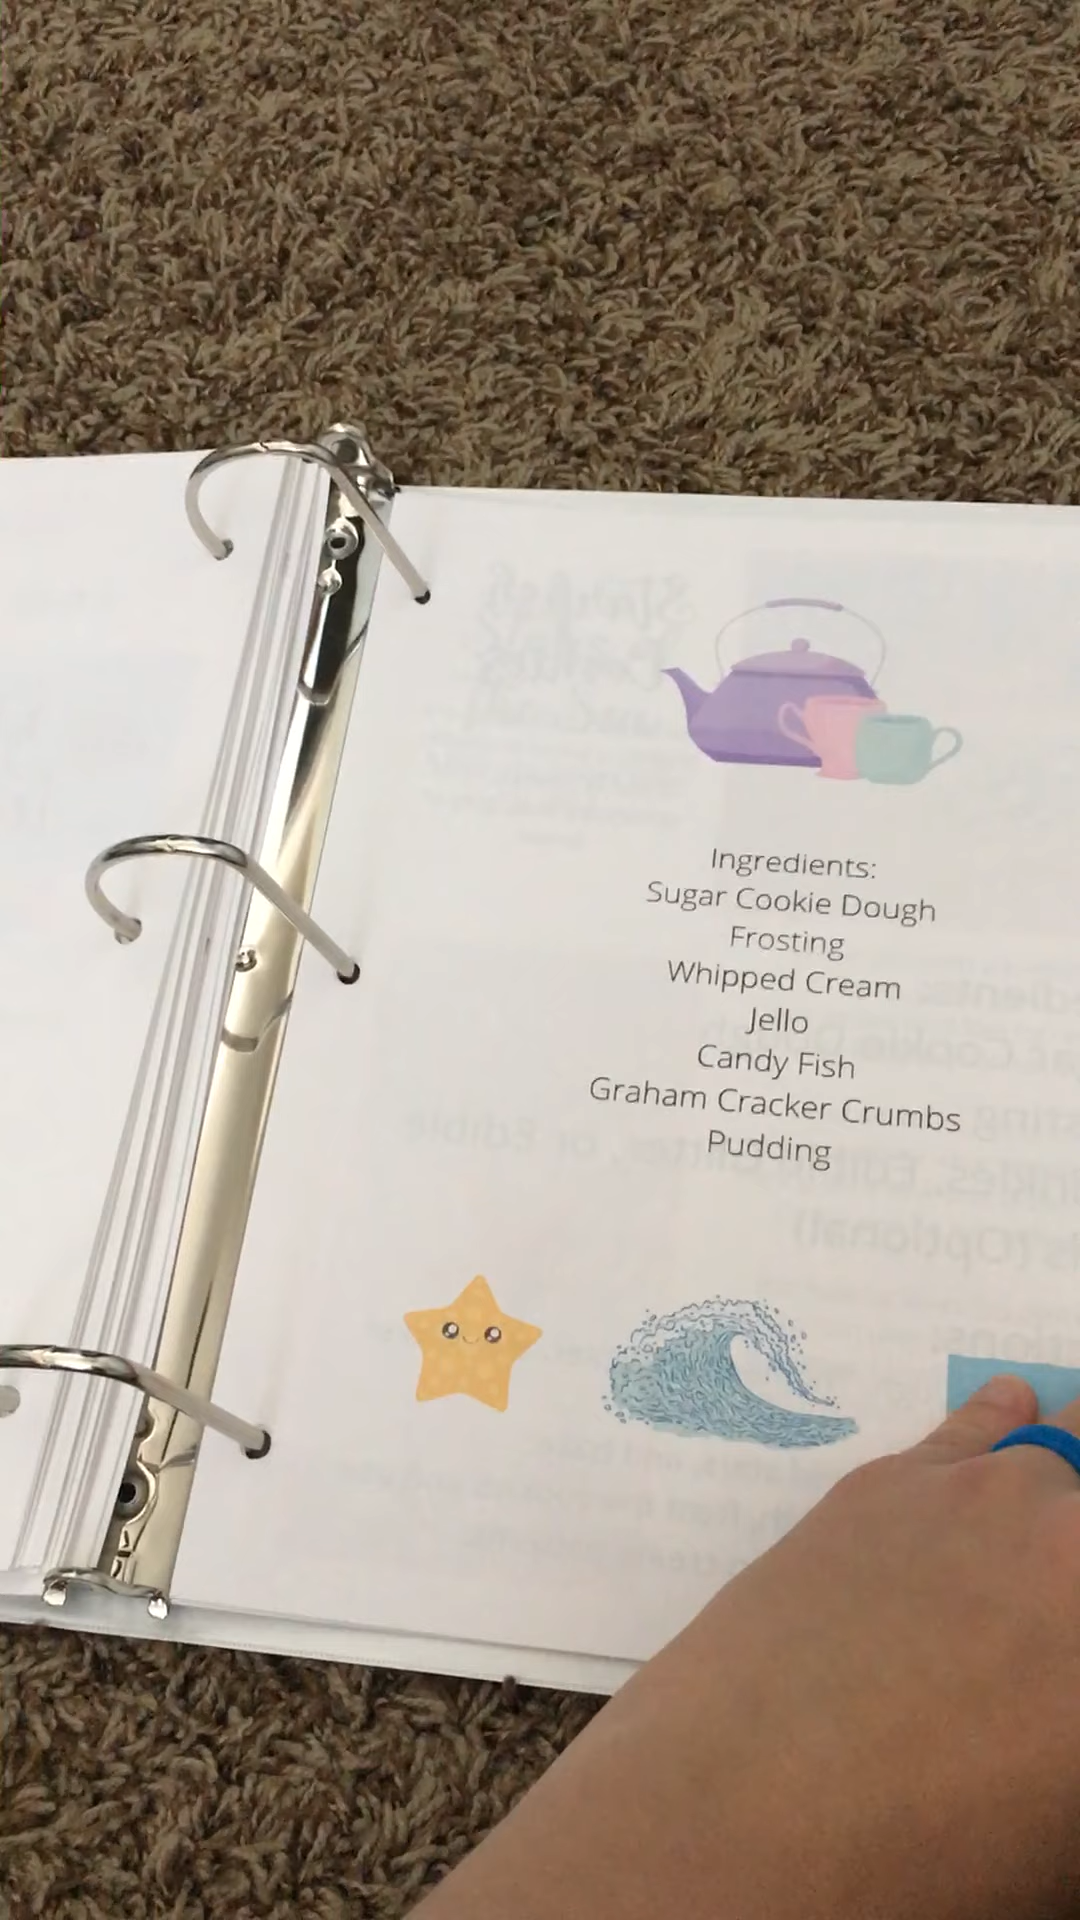 Ingredients:
Sugar Cookie Dough
Frosting
Whipped Cream
Jello
Candy Fish
Graham Cracker Crumbs
Pudding